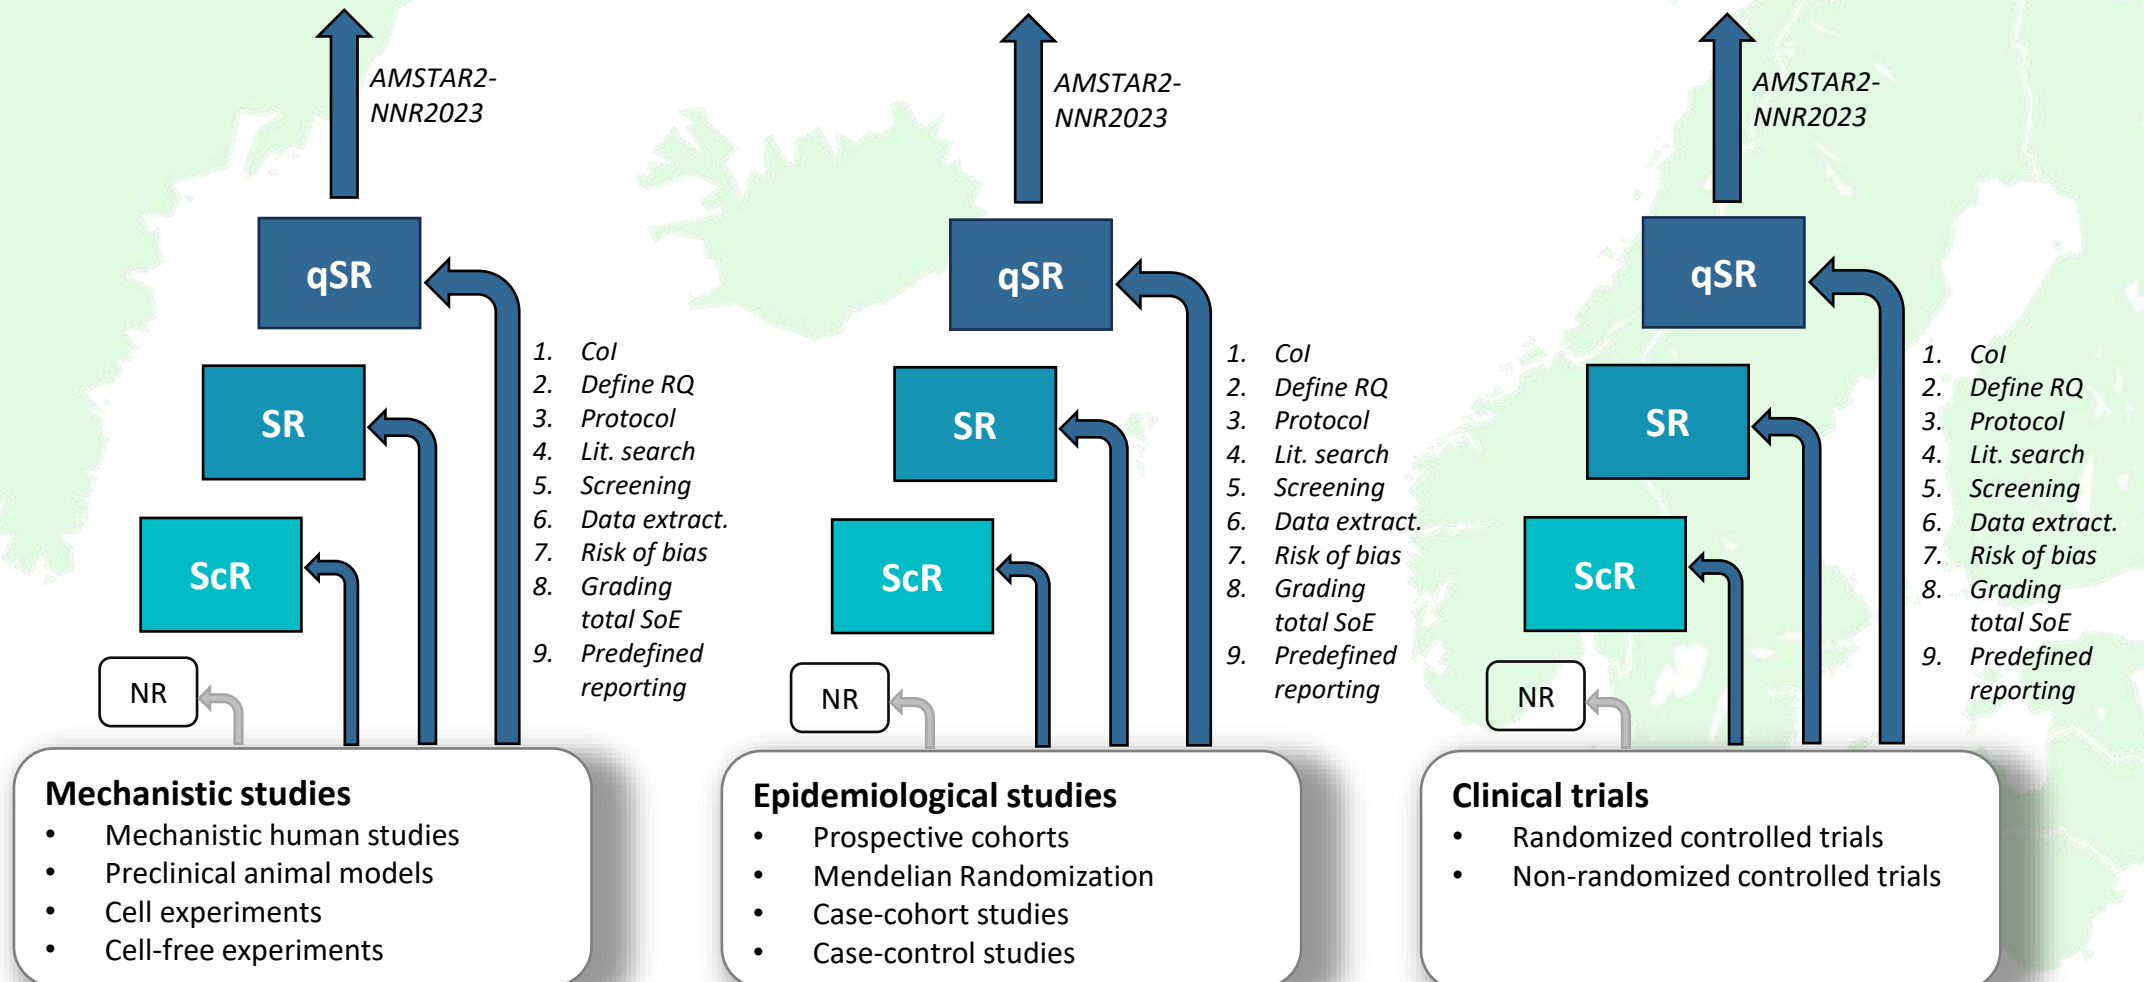 AMSTAR2-
NNR2023
qSR
SR
ScR
NR
1. CoI
2. Define RQ
3. Protocol
4. Lit. search
5. Screening
6. Data extract.
7. Risk of bias
8. Grading
total SoE
9. Predefined
reporting
Mechanistic studies
• Mechanistic human studies
• Preclinical animal models
• Cell experiments
• Cell-free experiments
AMSTAR2-
NNR2023
qSR
SR
ScR
NR
1. CoI
2. Define RQ
3. Protocol
4. Lit. search
5. Screening
6. Data extract.
7. Risk of bias
8. Grading
total SoE
9. Predefined
reporting
Epidemiological studies
• Prospective cohorts
• Mendelian Randomization
• Case-cohort studies
• Case-control studies
AMSTAR2-
NNR2023
qSR
SR
ScR
NR
1. CoI
2. Define RQ
3. Protocol
4. Lit. search
5. Screening
6. Data extract.
7. Risk of bias
8. Grading
total SoE
9. Predefined
reporting
Clinical trials
• Randomized controlled trials
• Non-randomized controlled trials